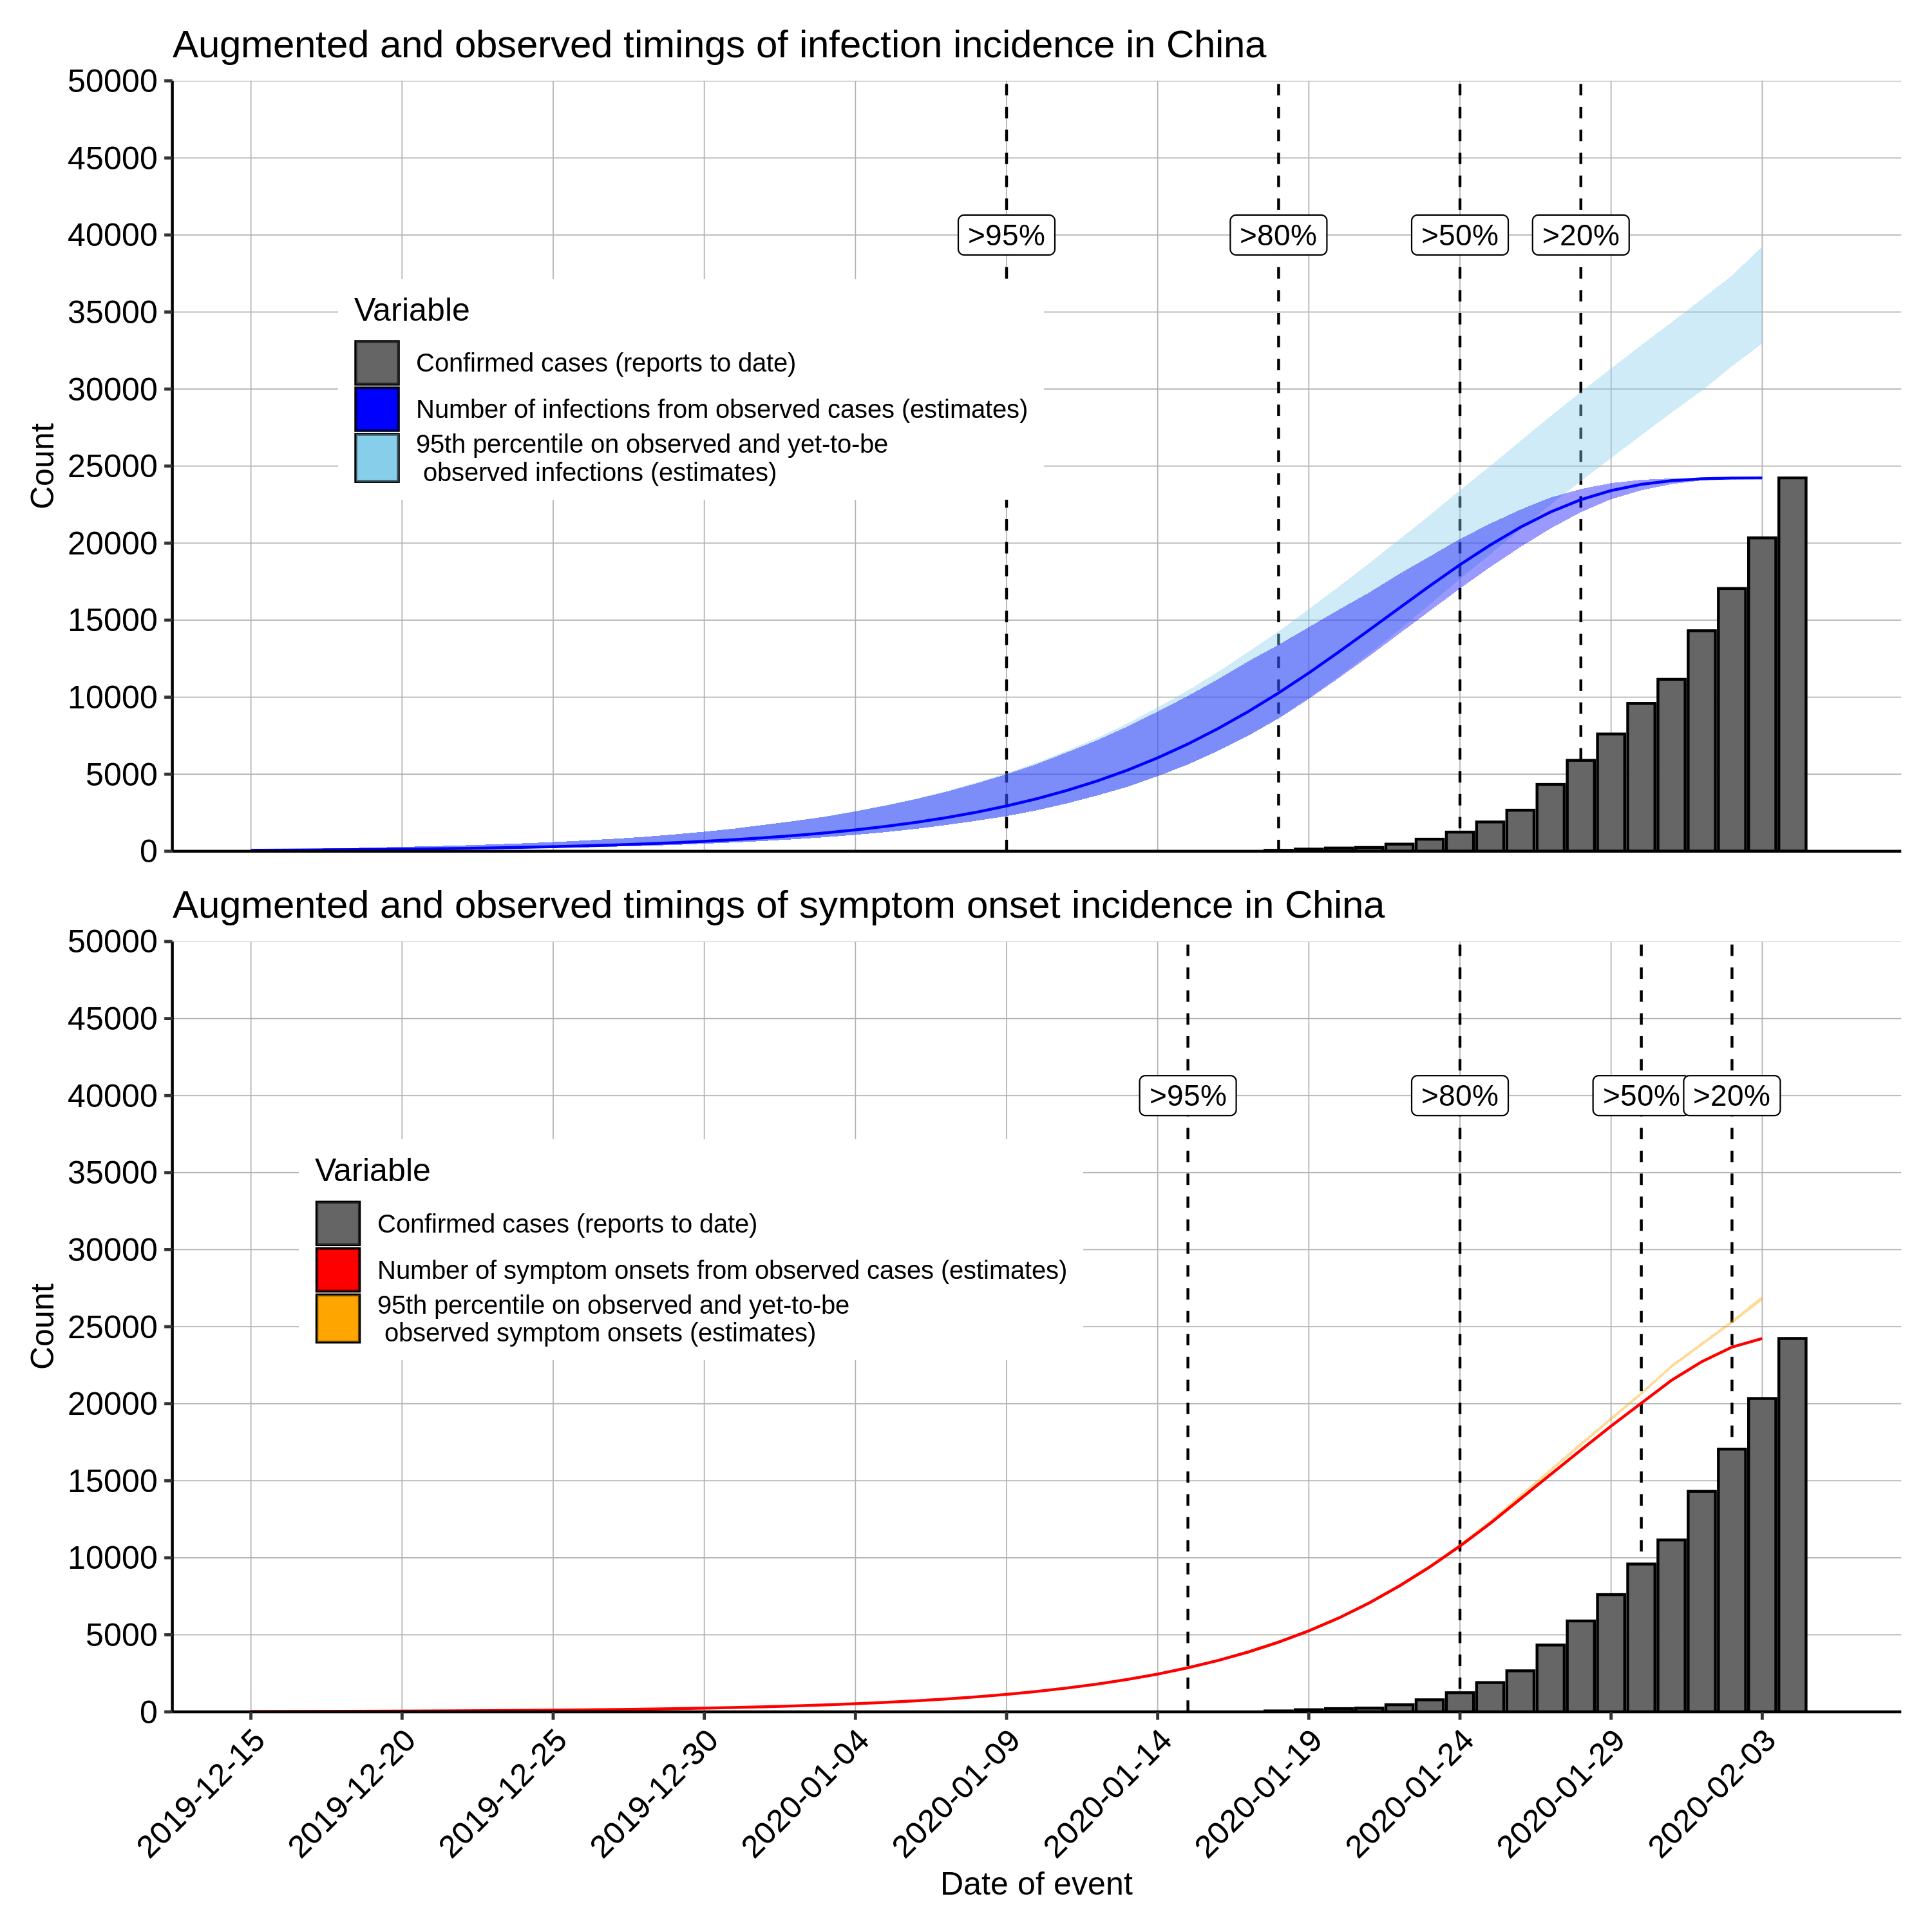 Augmented and observed timings of infection incidence in China
50000
45000
40000
35000
30000
25000
20000
15000
10000
5000
0
Count
>95%
>80%
>50%
>20%
Variable
Confirmed cases (reports to date)
Number of infections from observed cases (estimates)
95th percentile on observed and yet-to-be
observed infections (estimates)
Augmented and observed timings of symptom onset incidence in China
50000
45000
40000
35000
30000
25000
20000
15000
10000
5000
0
Count
>95%
>80%
>50%
>20%
Variable
Confirmed cases (reports to date)
Number of symptom onsets from observed cases (estimates)
95th percentile on observed and yet-to-be
observed symptom onsets (estimates)
2019-12-15
2019-12-20
2019-12-25
2019-12-30
2020-01-04
2020-01-09
2020-01-14
2020-01-19
2020-01-24
2020-01-29
2020-02-03
Date of event